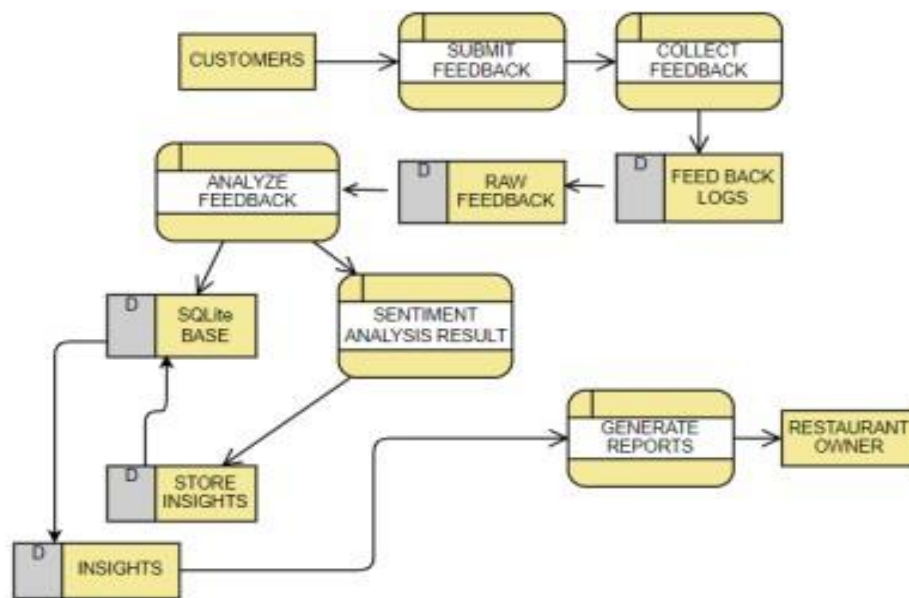 CUSTOMERS
SUBMIT
FEEDBACK
COLLECT
FEEDBACK
ANALYZE
FEEDBACK
D
RAW
FEEDBACK
D
FEED BACK
LOGS
D
SQLite
BASE
SENTIMENT
ANALYSIS RESULT
GENERATE
REPORTS
RESTAURANT
OWNER
D
STORE
INSIGHTS
D
INSIGHTS